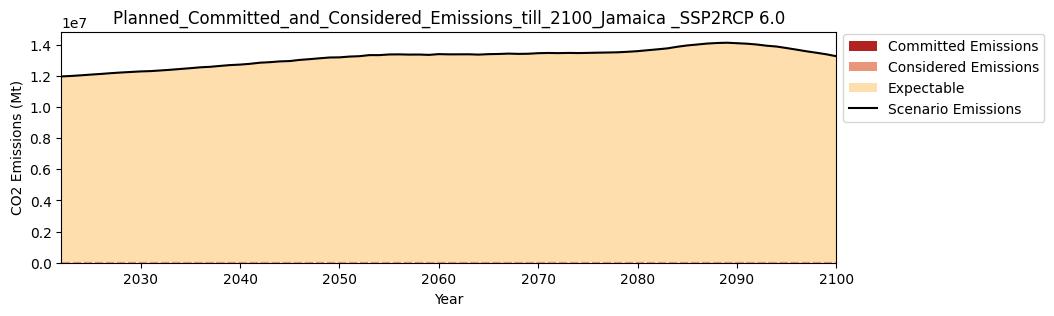 Planned_Committed_and_Considered_Emissions_till_2100_Jamaica _SSP2RCP 6.0
1e7
1.4
1.2
1.0
0.8
0.6
0.4
0.2
0.0
CO2 Emissions (Mt)
2030 2040 2050 2060 2070 2080 2090 2100
Year
Committed Emissions
Considered Emissions
Expectable
Scenario Emissions